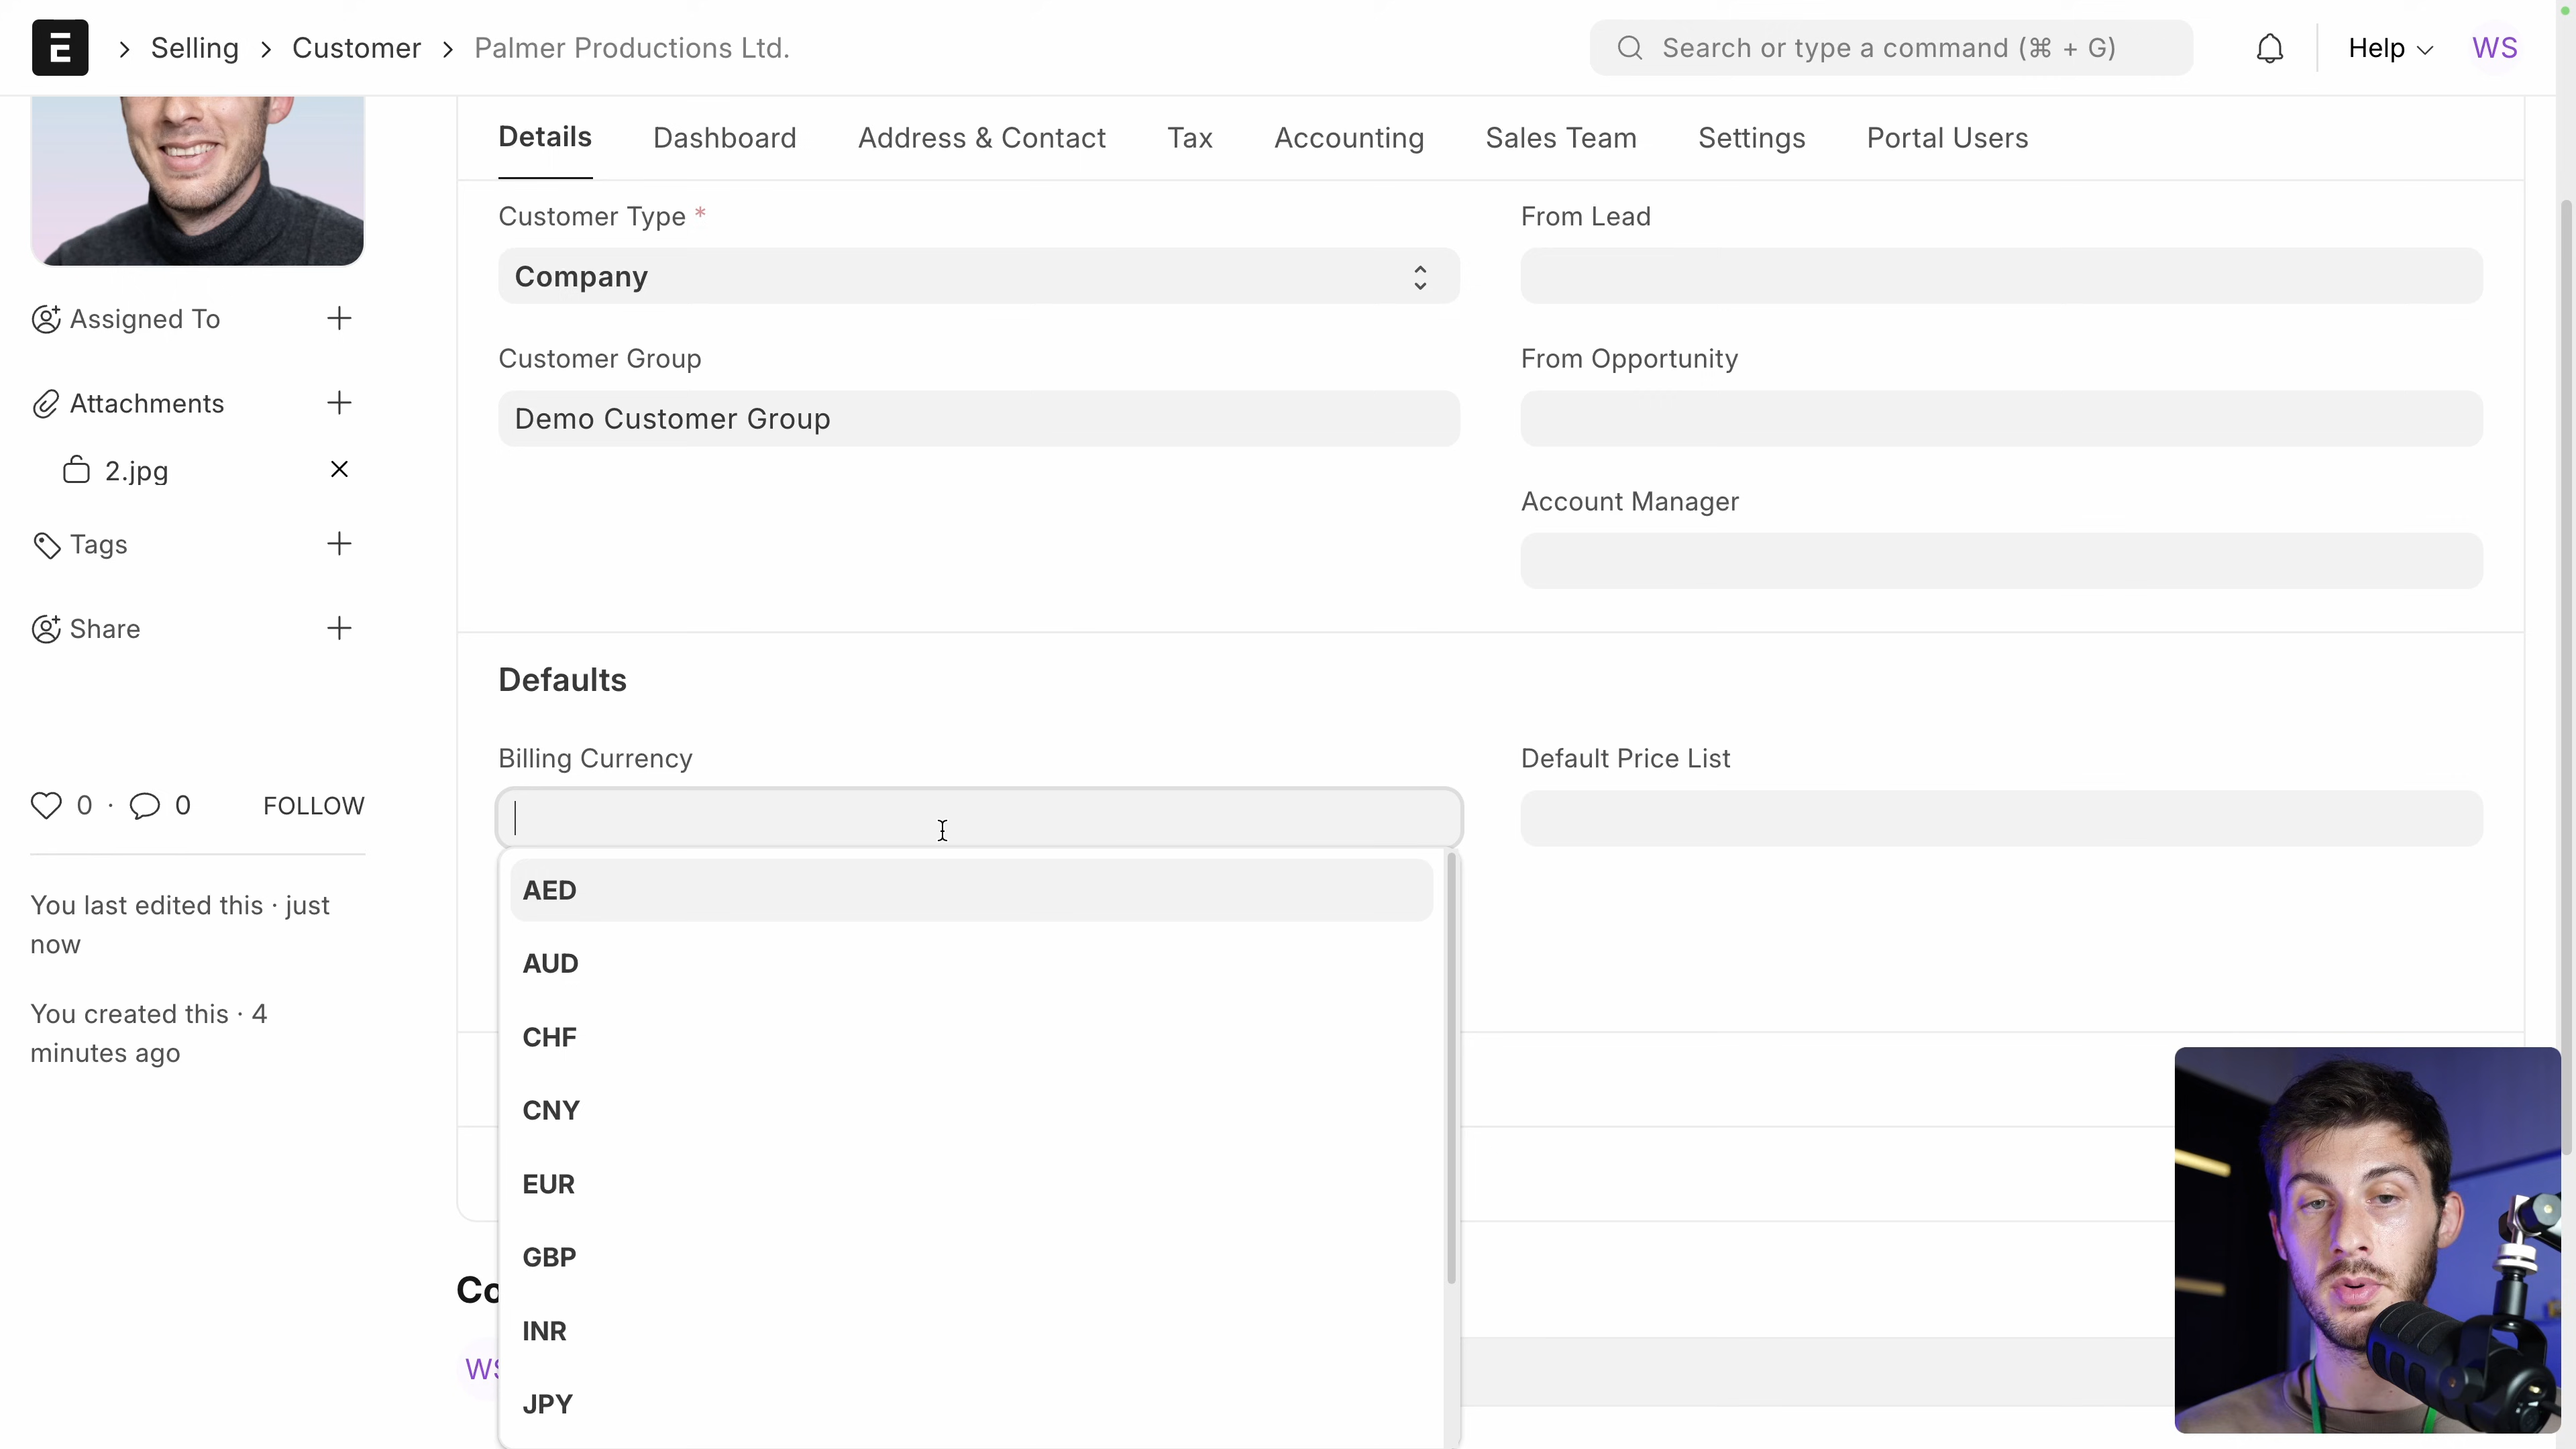 E
Selling
Customer
Palmer Productions Ltd.
Search or type a command (⌘ + G)
Help
WS
Details
Dashboard
Address & Contact
Tax
Accounting
Sales Team
Settings
Portal Users
Assigned To
Attachments
2.jpg
Tags
Share
0 · 0
FOLLOW
You last edited this · just
now
You created this · 4
minutes ago
Customer Type *
Company
From Lead
Customer Group
Demo Customer Group
From Opportunity
Account Manager
Defaults
Billing Currency
Default Price List
AED
AUD
CHF
CNY
EUR
GBP
INR
JPY
Co
WS